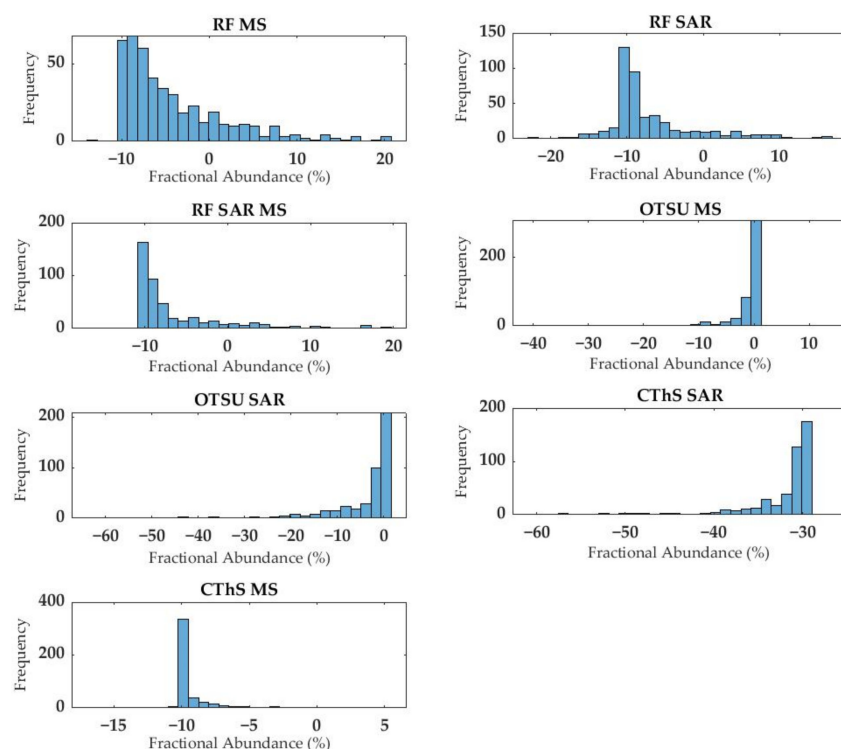 RF MS
50
0
Frequency
−10 0 10 20
Fractional Abundance (%)
RF SAR
150
100
50
0
Frequency
−20 −10 0 10
Fractional Abundance (%)
RF SAR MS
200
100
0
Frequency
−10 0 10 20
Fractional Abundance (%)
OTSU MS
200
0
Frequency
−40 −30 −20 −10 0 10
Fractional Abundance (%)
OTSU SAR
200
100
0
Frequency
−60 −50 −40 −30 −20 −10 0
Fractional Abundance (%)
CThS SAR
200
100
0
Frequency
−60 −50 −40 −30
Fractional Abundance (%)
CThS MS
400
200
0
Frequency
−15 −10 −5 0 5
Fractional Abundance (%)